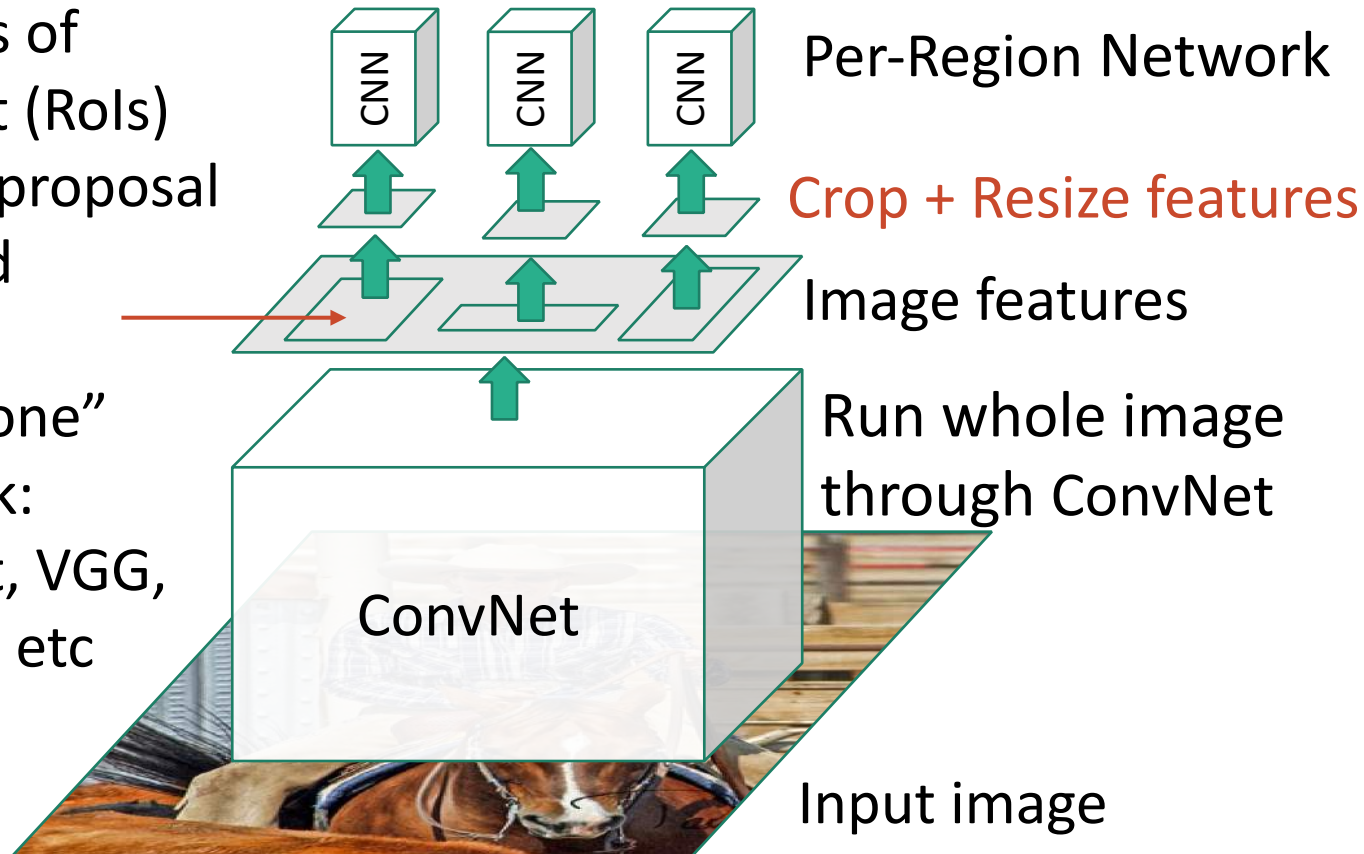 s of
t (RoIs)
proposal
d
one”
k:
t, VGG,
etc
CNN
CNN
CNN
Per-Region Network
Crop + Resize features
Image features
Run whole image
through ConvNet
ConvNet
Input image